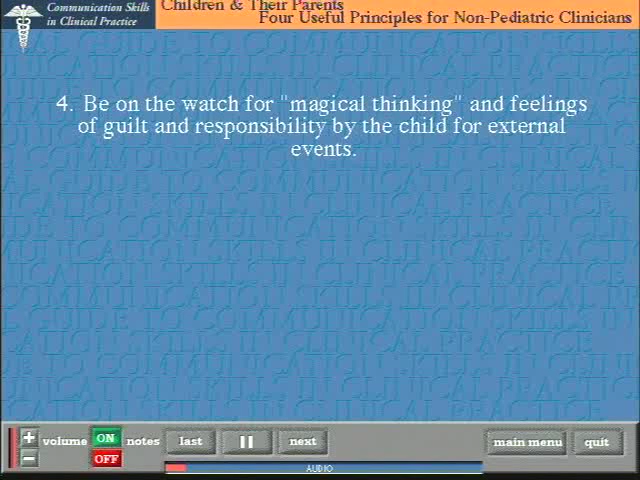 Communication Skills
in Clinical Practice
Children & Their Parents
Four Useful Principles for Non-Pediatric Clinicians
4. Be on the watch for "magical thinking" and feelings
of guilt and responsibility by the child for external
events.
+ volume ON notes last next main menu quit
− OFF
AUDIO